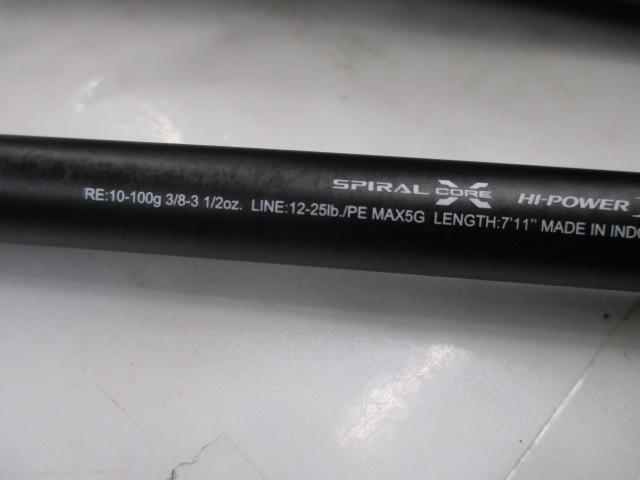 SPIRAL X CORE HI-POWER
RE:10-100g 3/8-3 1/2oz. LINE:12-25lb./PE MAX5G LENGTH:7'11" MADE IN INDO